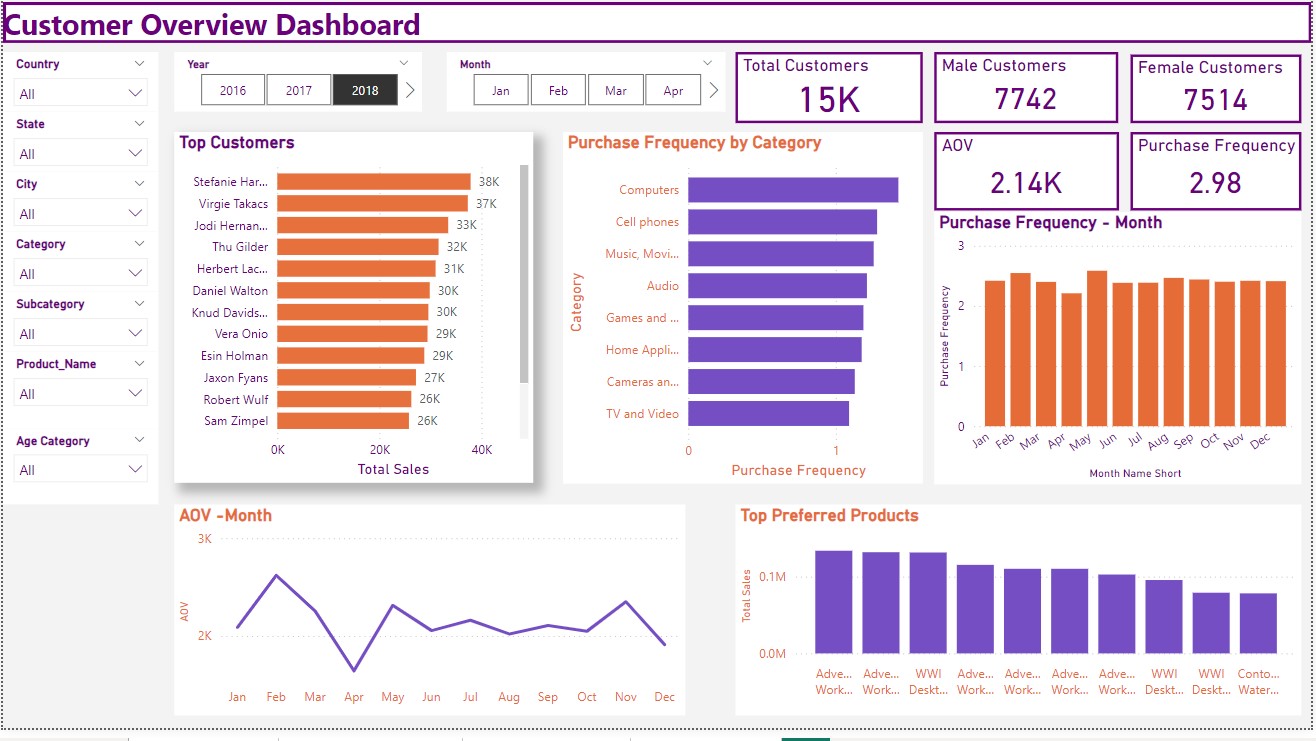 Customer Overview Dashboard
Country
All
State
All
City
All
Category
All
Subcategory
All
Product_Name
All
Age Category
All
Year
2016 2017 2018
Month
Jan Feb Mar Apr
Total Customers
15K
Male Customers
7742
Female Customers
7514
AOV
2.14K
Purchase Frequency
2.98
Top Customers
Stefanie Har... 38K
Virgie Takacs 37K
Jodi Hernan... 33K
Thu Gilder 32K
Herbert Lac... 31K
Daniel Walton 30K
Knud Davids... 30K
Vera Onio 29K
Esin Holman 29K
Jaxon Fyans 27K
Robert Wulf 26K
Sam Zimpel 26K
0K 20K 40K
Total Sales
Purchase Frequency by Category
Category
Computers
Cell phones
Music, Movi...
Audio
Games and ...
Home Appli...
Cameras an...
TV and Video
0 1
Purchase Frequency
Purchase Frequency - Month
Purchase Frequency
3
2
1
0
Jan Feb Mar Apr May Jun Jul Aug Sep Oct Nov Dec
Month Name Short
AOV -Month
AOV
3K
2K
Jan Feb Mar Apr May Jun Jul Aug Sep Oct Nov Dec
Top Preferred Products
Total Sales
0.1M
0.0M
Adve... Adve... WWI Adve... Adve... Adve... Adve... WWI WWI Conto...
Work... Work... Deskt... Work... Work... Work... Work... Deskt... Deskt... Water...